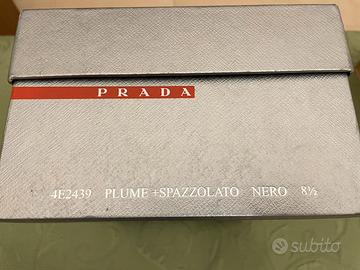 PRADA
4E2439 PLUME+SPAZZOLATO NERO 8½
subito